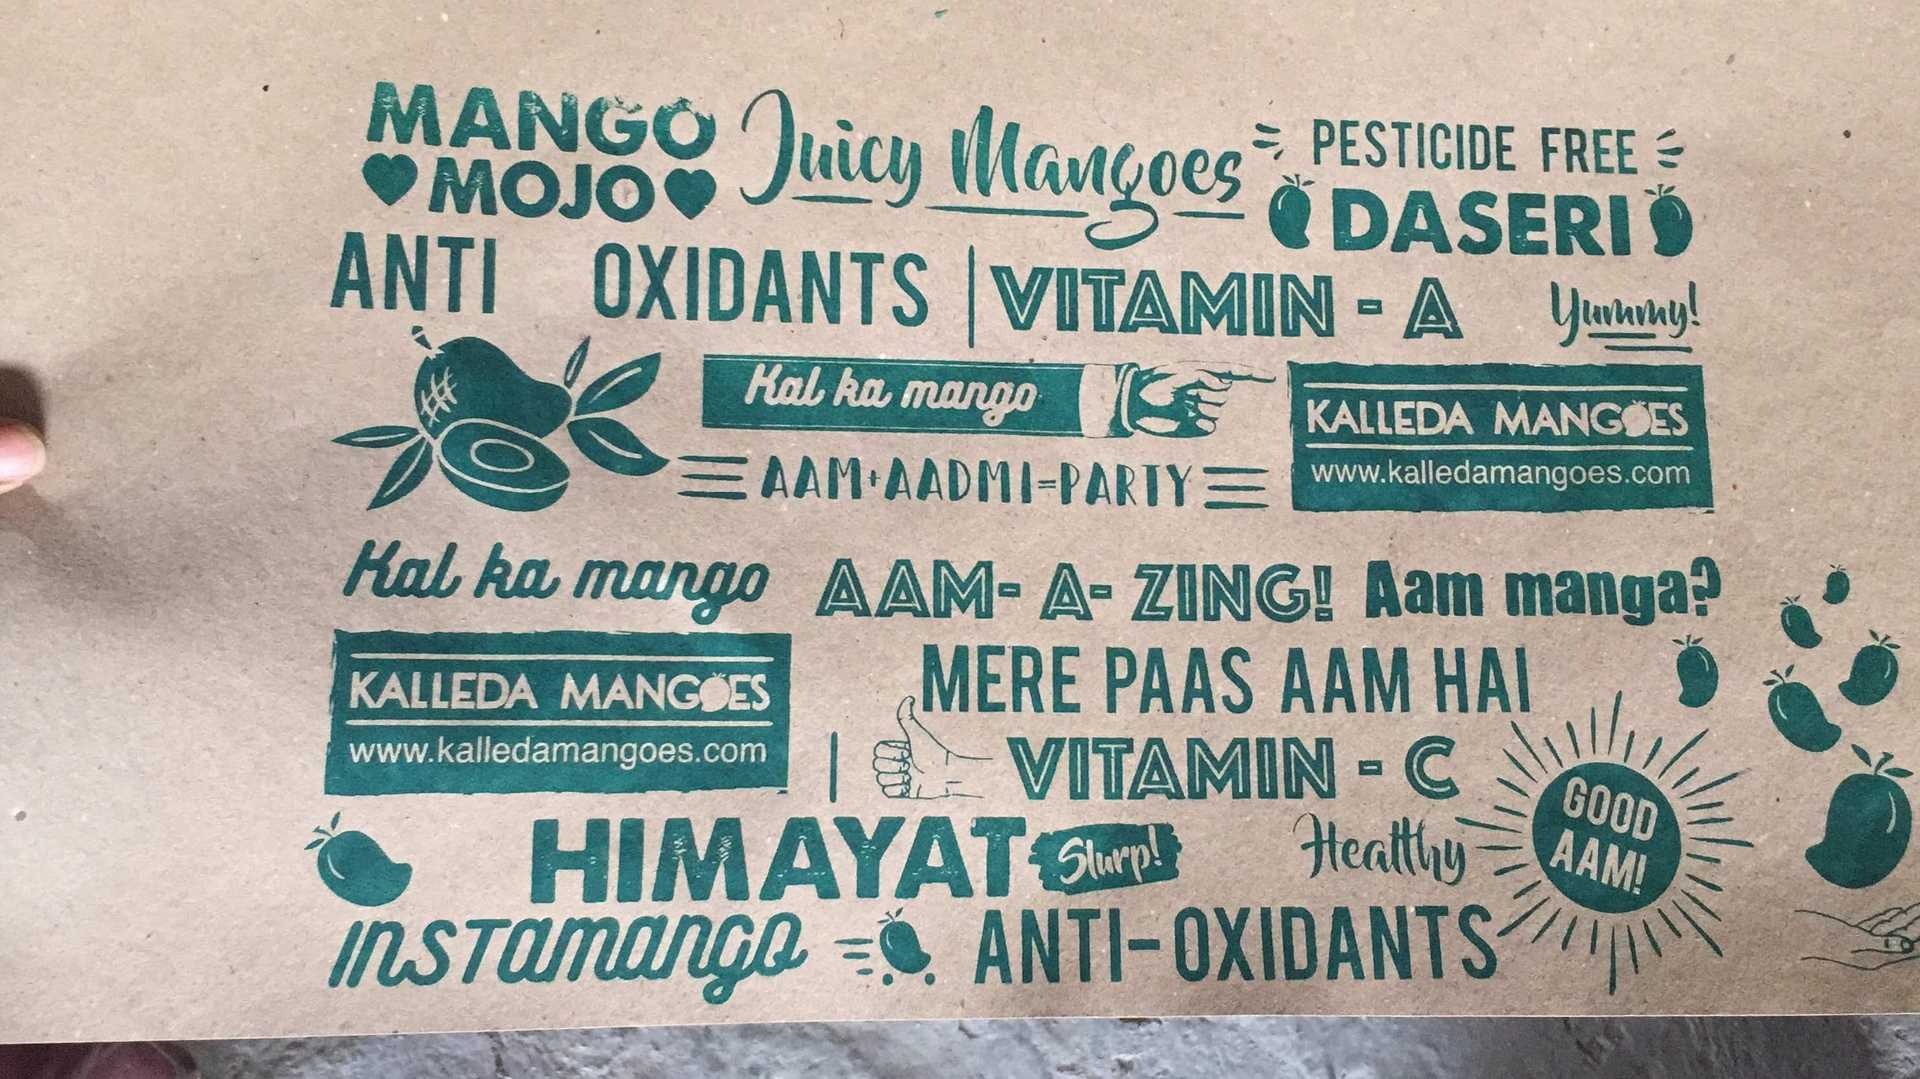 MANGO
MOJO
Juicy Mangoes
PESTICIDE FREE
DASERI
ANTI OXIDANTS | VITAMIN - A
Yummy!
Kal ka mango
AAM+AADMI=PARTY
KALLEDA MANGOES
www.kalledamangoes.com
Kal ka mango
AAM- A- ZING!
Aam manga?
KALLEDA MANGOES
www.kalledamangoes.com
MERE PAAS AAM HAI
| VITAMIN - C
GOOD
AAM!
HIMAYAT
Slurp!
Healthy
INSTAMANGO
ANTI-OXIDANTS